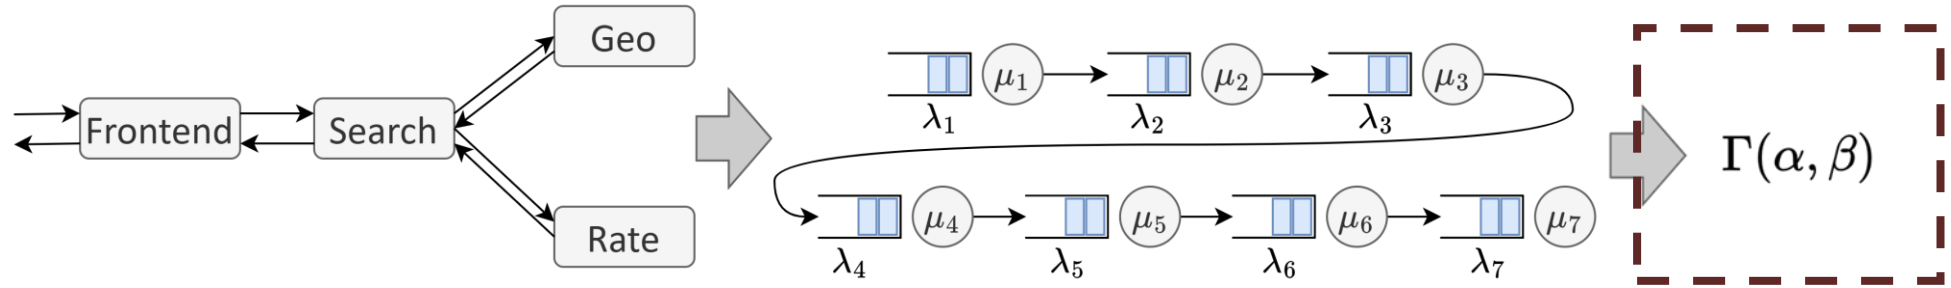 Geo
Frontend
Search
Rate
μ1 μ2 μ3
λ1 λ2 λ3
μ4 μ5 μ6 μ7
λ4 λ5 λ6 λ7
Γ(α, β)